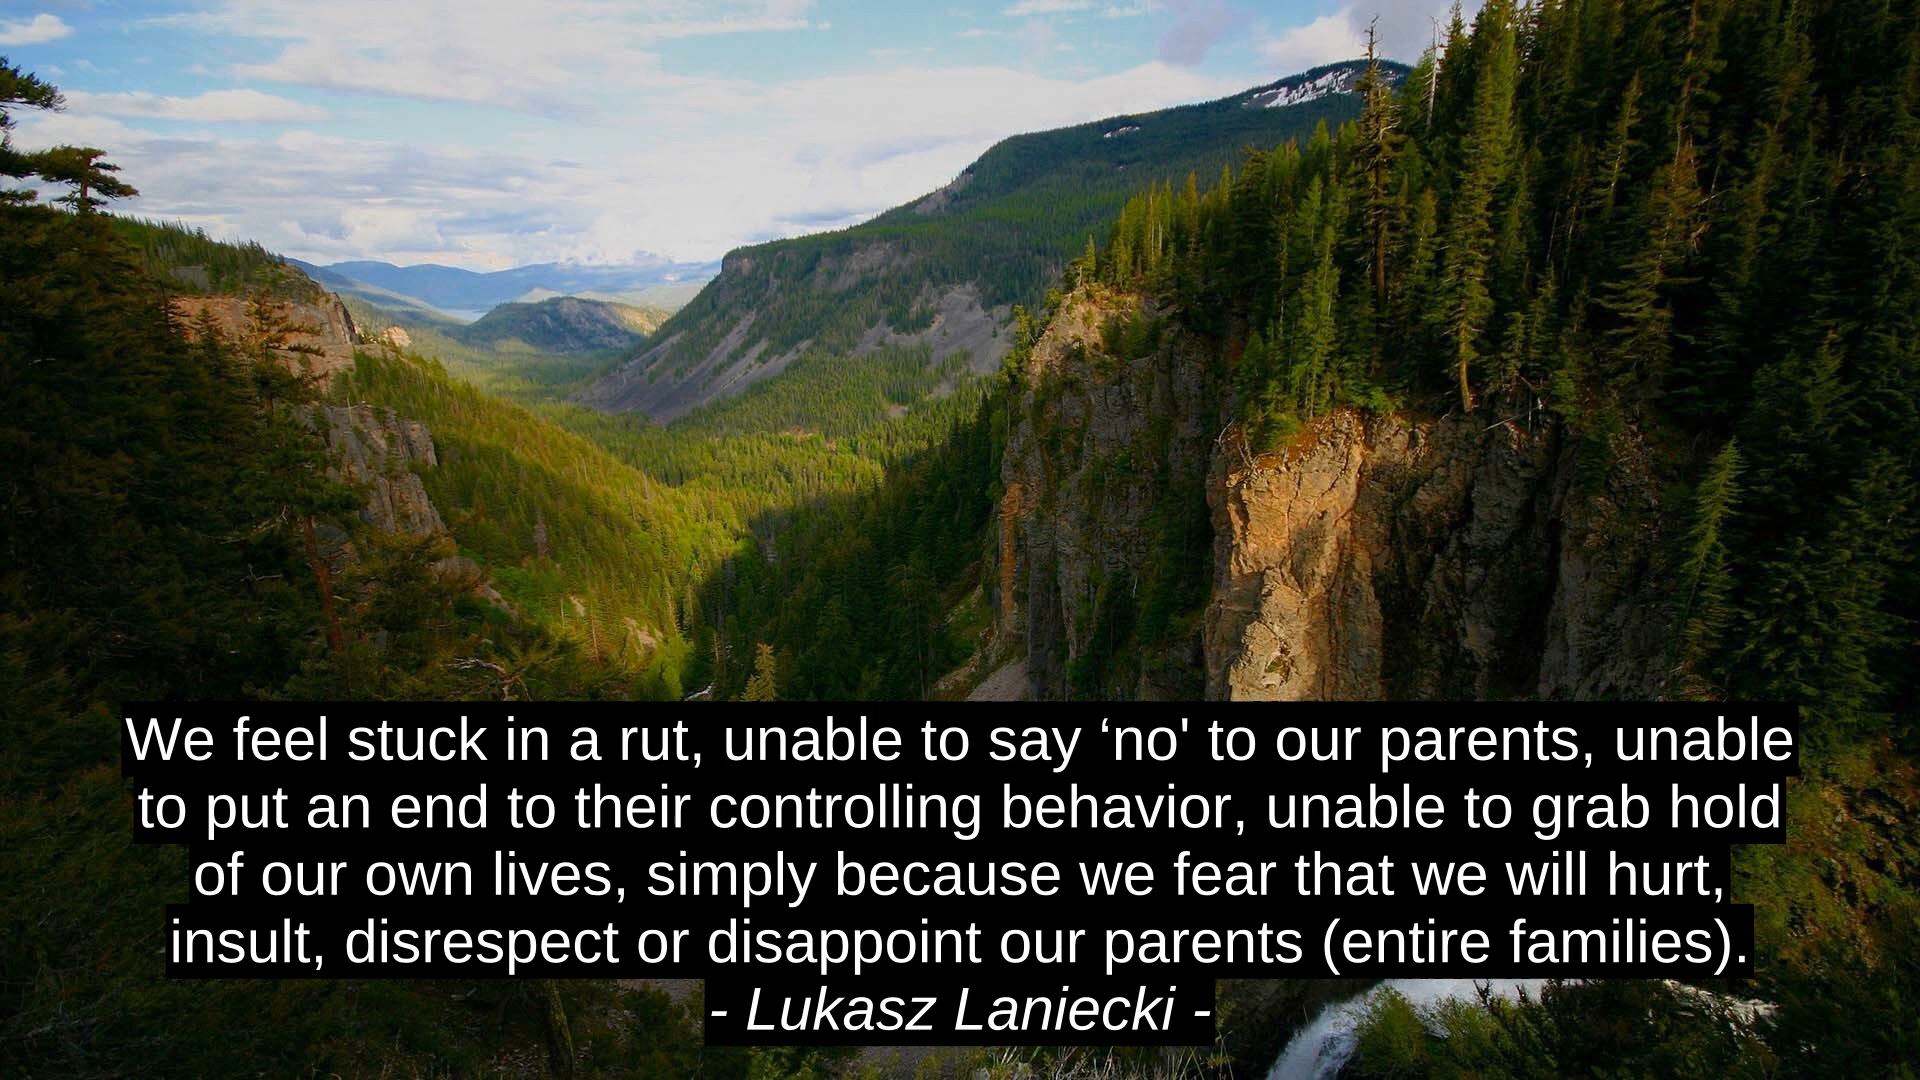 We feel stuck in a rut, unable to say ‘no' to our parents, unable
to put an end to their controlling behavior, unable to grab hold
of our own lives, simply because we fear that we will hurt,
insult, disrespect or disappoint our parents (entire families).
- Lukasz Laniecki -